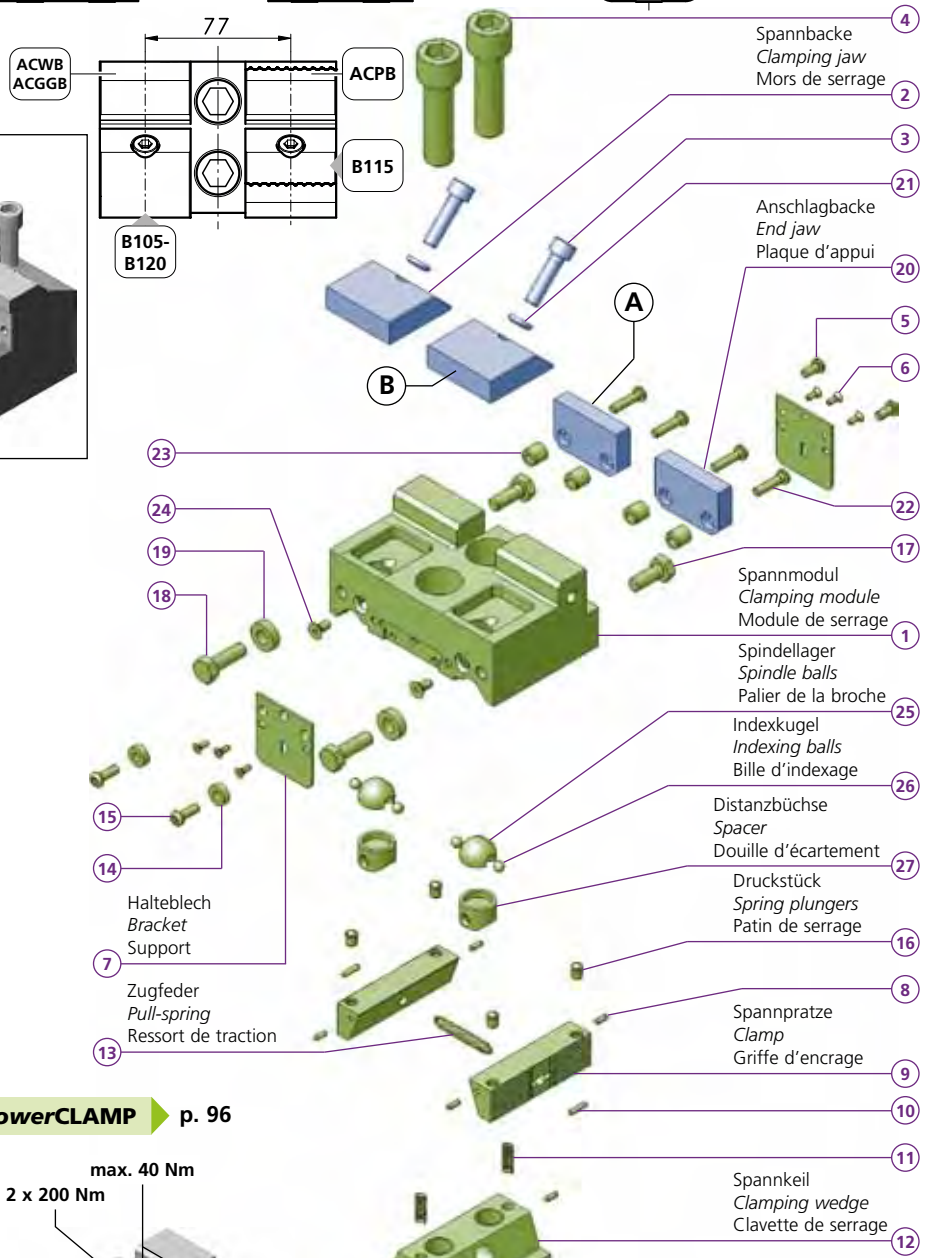 77
ACWB
ACGGB
ACPB
B115
B105-
B120
4
Spannbacke
Clamping jaw
Mors de serrage
2
3
21
Anschlagbacke
End jaw
Plaque d'appui
20
A
B
5
6
23
24
19
18
22
17
Spannmodul
Clamping module
Module de serrage
1
Spindellager
Spindle balls
Palier de la broche
25
Indexkugel
Indexing balls
Bille d'indexage
26
Distanzbüchse
Spacer
Douille d'écartement
27
Druckstück
Spring plungers
Patin de serrage
16
15
14
Halteblech
Bracket
Support
7
Zugfeder
Pull-spring
Ressort de traction
13
8
Spannpratze
Clamp
Griffe d'encrage
9
10
11
Spannkeil
Clamping wedge
Clavette de serrage
12
owerCLAMP p. 96
max. 40 Nm
2 x 200 Nm